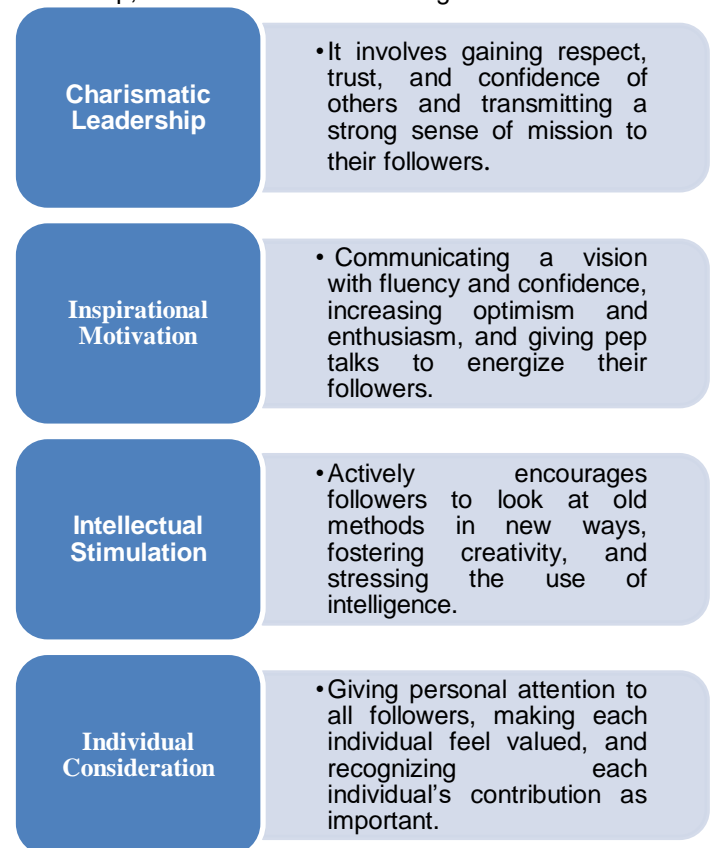 Charismatic
Leadership
•It involves gaining respect,
trust, and confidence of
others and transmitting a
strong sense of mission to
their followers.
Inspirational
Motivation
• Communicating a vision
with fluency and confidence,
increasing optimism and
enthusiasm, and giving pep
talks to energize their
followers.
Intellectual
Stimulation
•Actively encourages
followers to look at old
methods in new ways,
fostering creativity, and
stressing the use of
intelligence.
Individual
Consideration
•Giving personal attention to
all followers, making each
individual feel valued, and
recognizing each
individual’s contribution as
important.